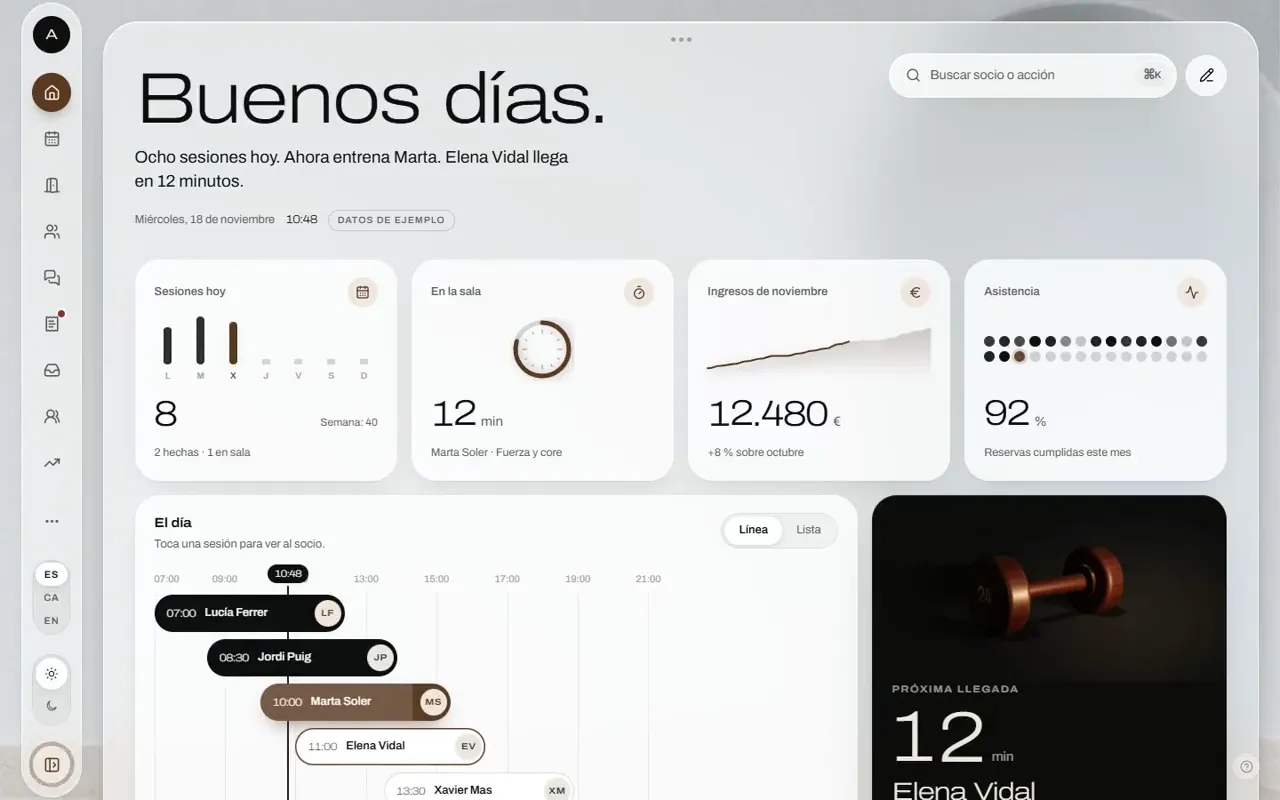 A
Buenos días.
Buscar socio o acción
⌘K
Ocho sesiones hoy. Ahora entrena Marta. Elena Vidal llega
en 12 minutos.
Miércoles, 18 de noviembre 10:48 DATOS DE EJEMPLO
Sesiones hoy
L M X J V S D
8
Semana: 40
2 hechas · 1 en sala
En la sala
12 min
Marta Soler · Fuerza y core
Ingresos de noviembre
€
12.480 €
+8 % sobre octubre
Asistencia
92 %
Reservas cumplidas este mes
El día
Toca una sesión para ver al socio.
Línea Lista
07:00 09:00 10:48 13:00 15:00 17:00 19:00 21:00
07:00 Lucía Ferrer LF
08:30 Jordi Puig JP
10:00 Marta Soler MS
11:00 Elena Vidal EV
13:30 Xavier Mas XM
24
PRÓXIMA LLEGADA
12 min
Elena Vidal
ES
CA
EN